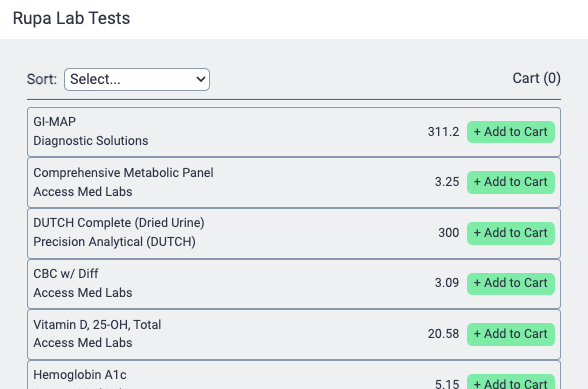 Rupa Lab Tests
Sort: Select... Cart (0)
GI-MAP
Diagnostic Solutions
311.2 + Add to Cart
Comprehensive Metabolic Panel
Access Med Labs
3.25 + Add to Cart
DUTCH Complete (Dried Urine)
Precision Analytical (DUTCH)
300 + Add to Cart
CBC w/ Diff
Access Med Labs
3.09 + Add to Cart
Vitamin D, 25-OH, Total
Access Med Labs
20.58 + Add to Cart
Hemoglobin A1c
5.15 + Add to Cart